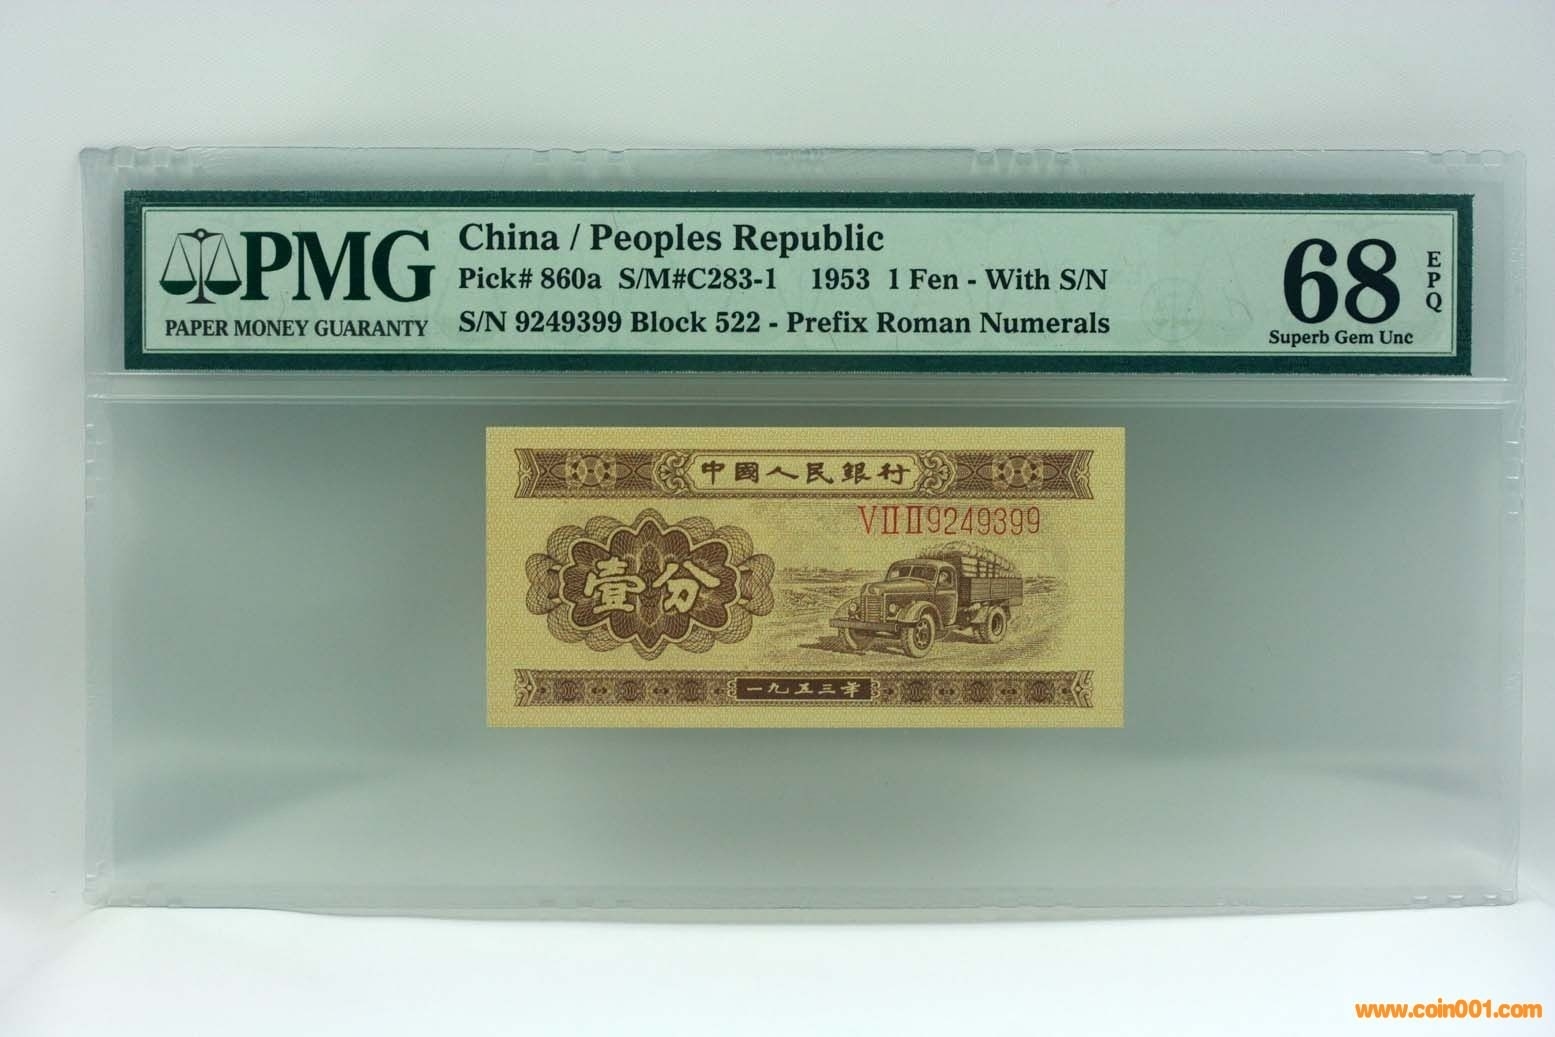 PMG
PAPER MONEY GUARANTY
China / Peoples Republic
Pick# 860a S/M#C283-1 1953 1 Fen - With S/N
S/N 9249399 Block 522 - Prefix Roman Numerals
68
EPQ
Superb Gem Unc
中國人民銀行
VIIII9249399
壹分
一九五三年
www.coin001.com